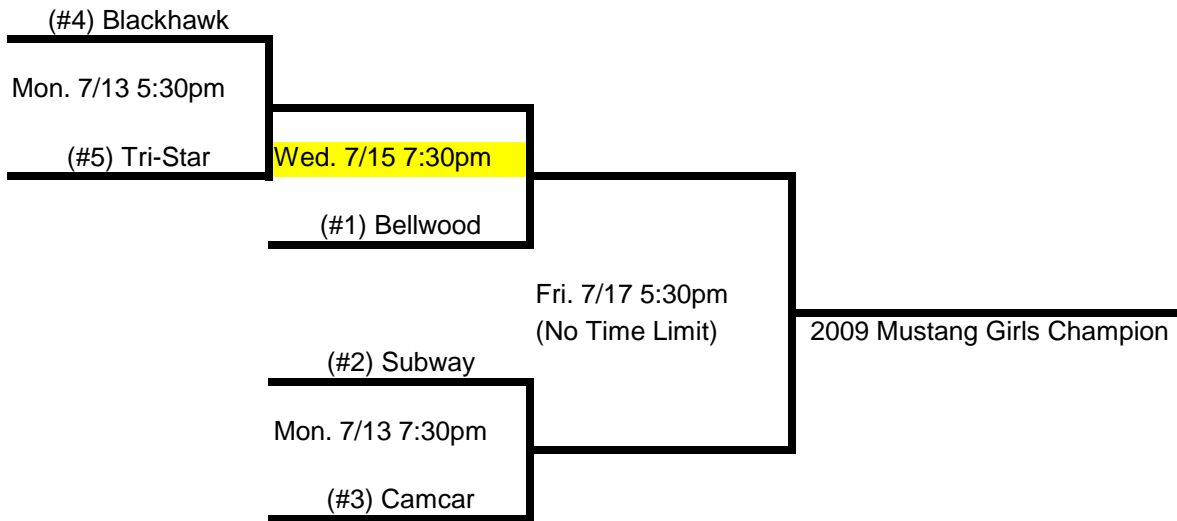 (#4) Blackhawk
Mon. 7/13 5:30pm
(#5) Tri-Star
Wed. 7/15 7:30pm
(#1) Bellwood
Fri. 7/17 5:30pm
(No Time Limit)
2009 Mustang Girls Champion
(#2) Subway
Mon. 7/13 7:30pm
(#3) Camcar